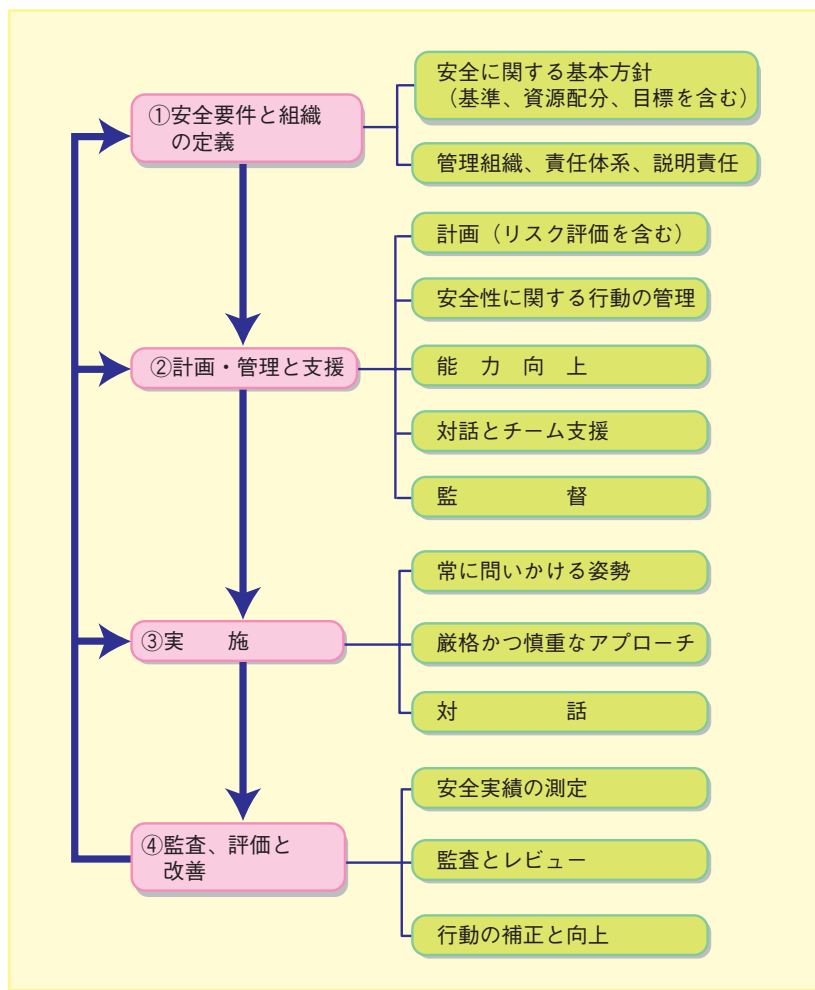 ①安全要件と組織
の定義
安全に関する基本方針
（基準、資源配分、目標を含む）
管理組織、責任体系、説明責任
②計画・管理と支援
計画（リスク評価を含む）
安全性に関する行動の管理
能　力　向　上
対話とチーム支援
監　　　　　督
③実　　施
常に問いかける姿勢
厳格かつ慎重なアプローチ
対　　　　　話
④監査、評価と
改善
安全実績の測定
監査とレビュー
行動の補正と向上